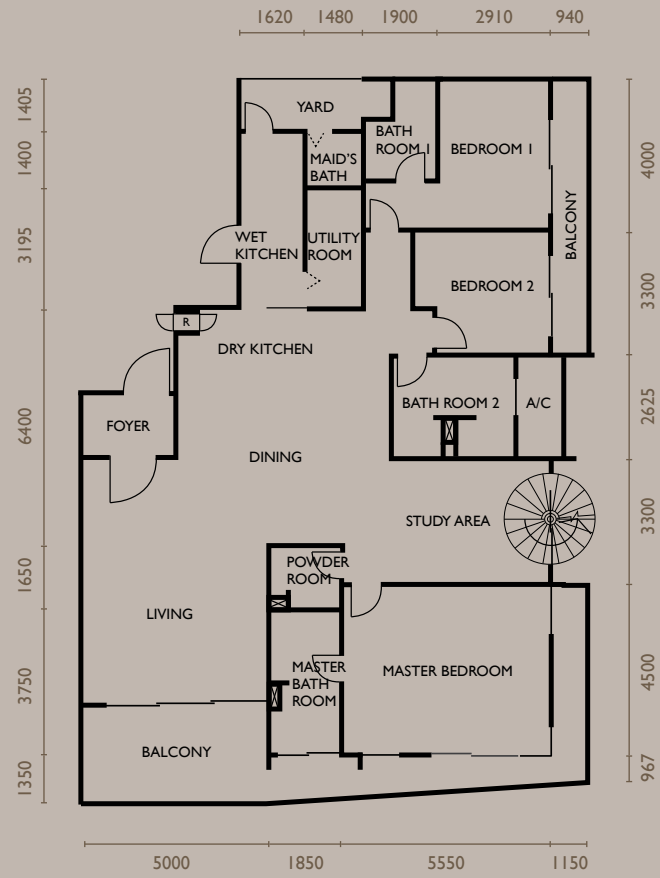 1620 1480 1900 2910 940
1405
1400
3195
6400
1650
3750
1350
YARD
BATH
ROOM 1
BEDROOM 1
MAID'S
BATH
WET
KITCHEN
UTILITY
ROOM
BALCONY
BEDROOM 2
R
DRY KITCHEN
BATH ROOM 2
A/C
FOYER
DINING
STUDY AREA
POWDER
ROOM
LIVING
MASTER
BATH
ROOM
MASTER BEDROOM
BALCONY
4000
3300
2625
3300
4500
967
5000 1850 5550 1150